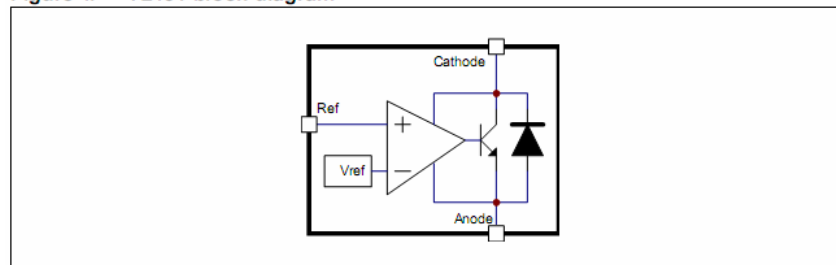 Cathode
Ref
+
Vref
—
Anode